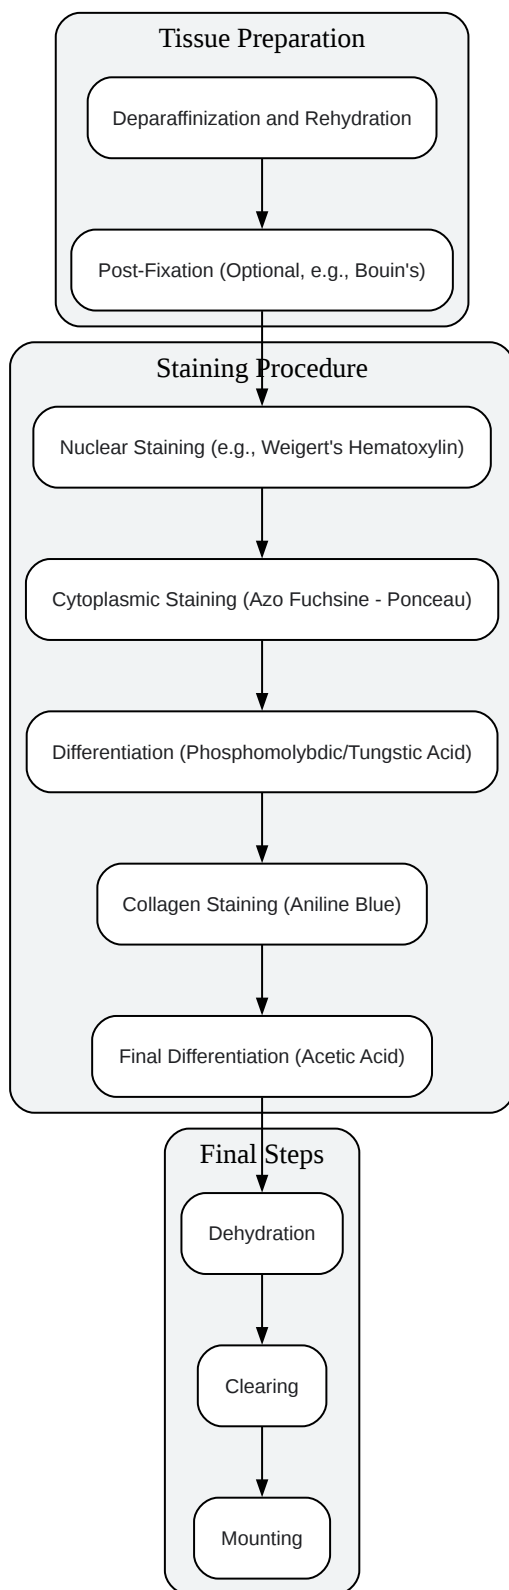 Tissue Preparation
Deparaffinization and Rehydration
Post-Fixation (Optional, e.g., Bouin's)
Staining Procedure
Nuclear Staining (e.g., Weigert's Hematoxylin)
Cytoplasmic Staining (Azo Fuchsine - Ponceau)
Differentiation (Phosphomolybdic/Tungstic Acid)
Collagen Staining (Aniline Blue)
Final Differentiation (Acetic Acid)
Final Steps
Dehydration
Clearing
Mounting